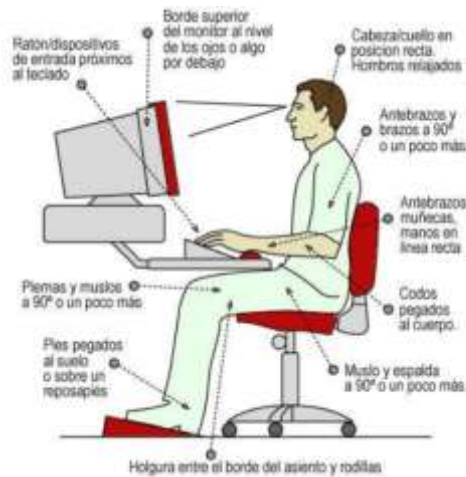 Borde superior
del monitor al nivel
de los ojos o algo
por debajo
Ratón/dispositivos
de entrada próximos
al teclado
Cabeza/cuello en
posicion recta.
Hombros relajados
Antebrazos y
brazos a 90º
o un poco más
Antebrazos
muñecas,
manos en
linea recta
Codos
pegados
al cuerpo.
Piernas y muslos
a 90º o un poco más
Muslo y espalda
a 90º o un poco más
Pies pegados
al suelo
o sobre un
reposapiés
Holgura entre el borde del asiento y rodillas